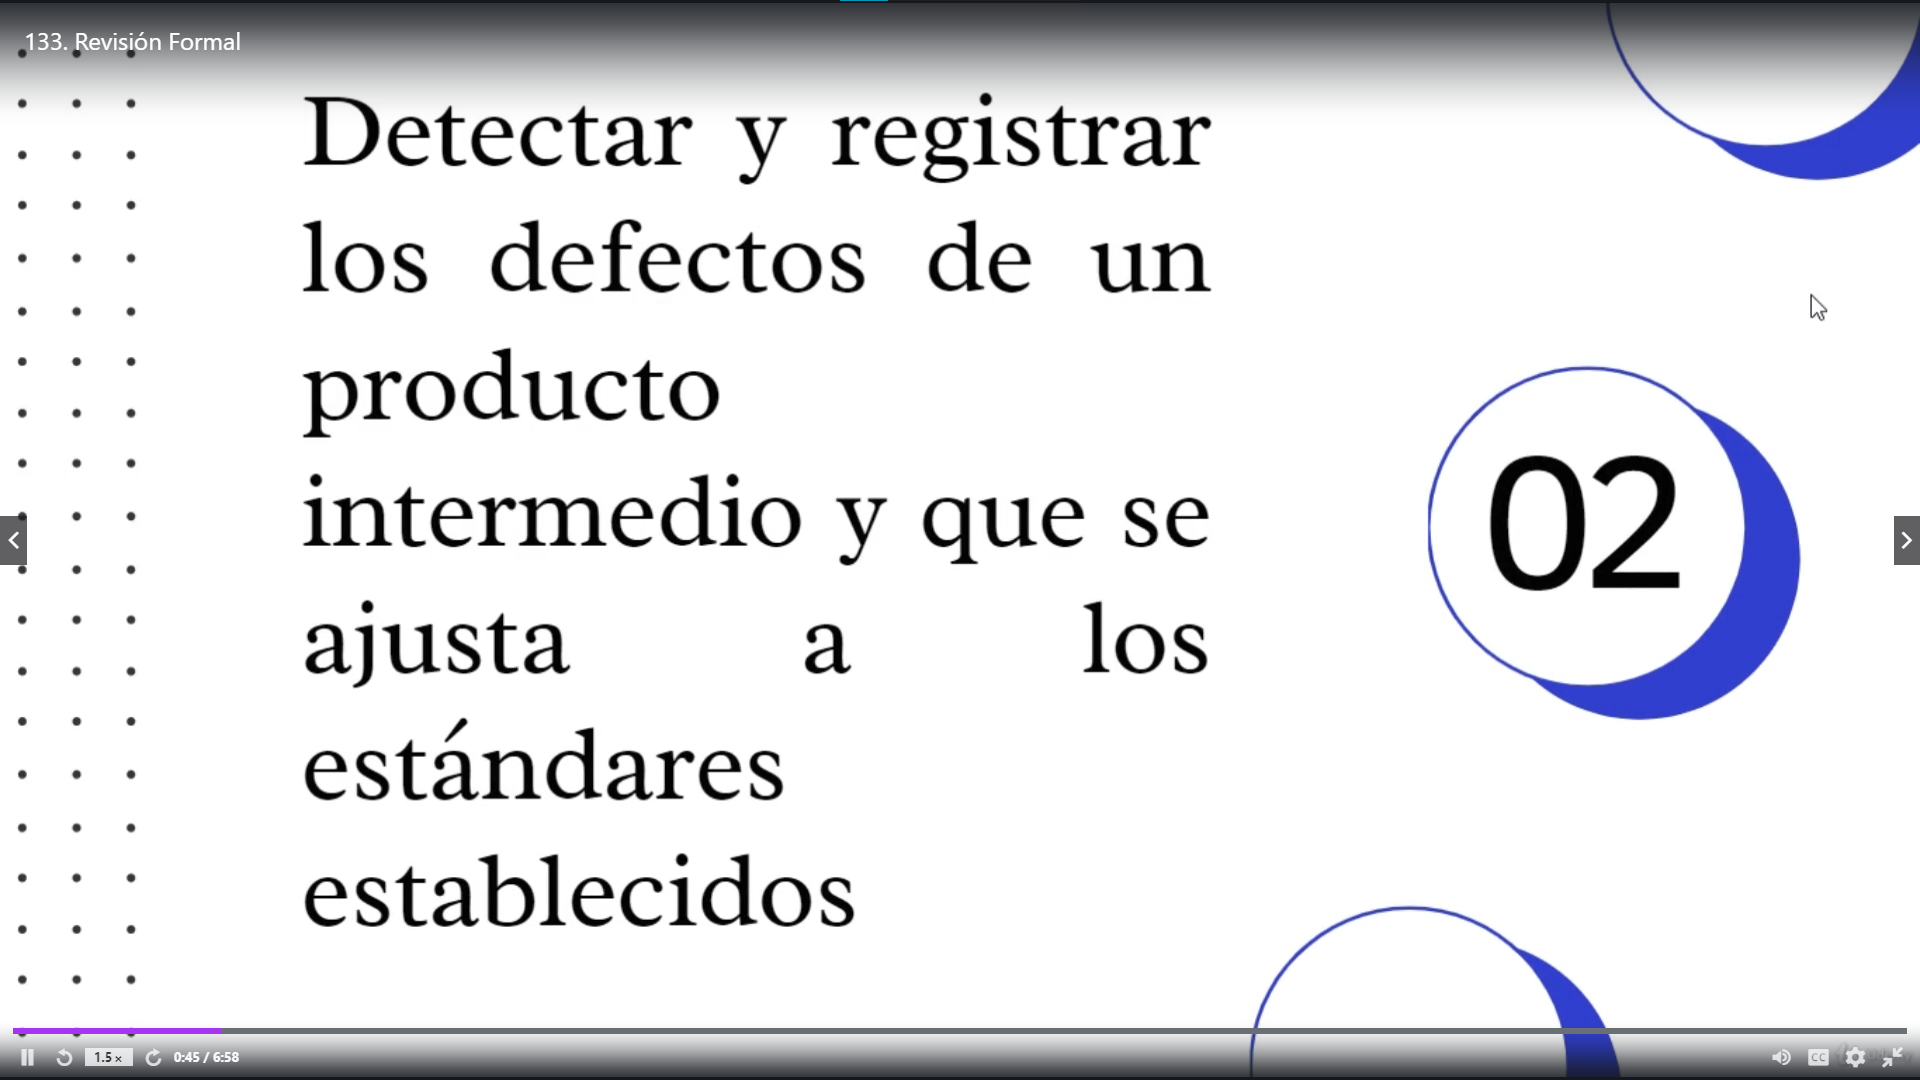 133. Revisión Formal
Detectar y registrar
los defectos de un
producto
intermedio y que se
ajusta a los
estándares
establecidos
02
1.5×
0:45 / 6:58
CC